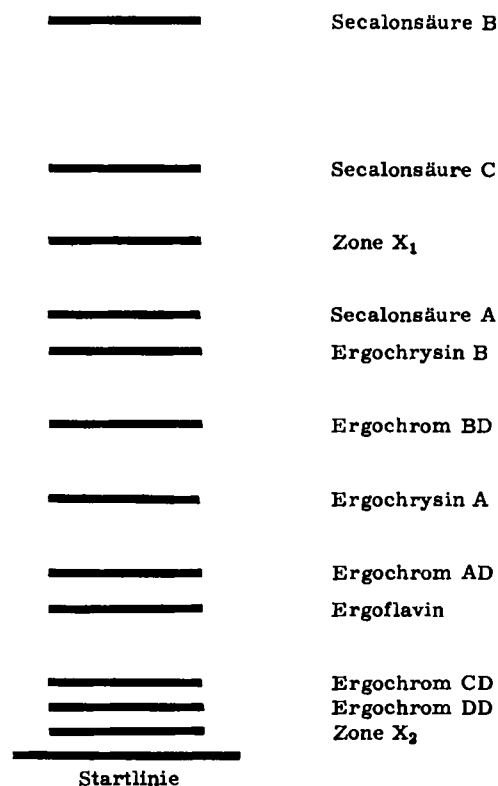 Secalonsäure B
Secalonsäure C
Zone X₁
Secalonsäure A
Ergochrysin B
Ergochrom BD
Ergochrysin A
Ergochrom AD
Ergoflavin
Ergochrom CD
Ergochrom DD
Zone X₂
Startlinie